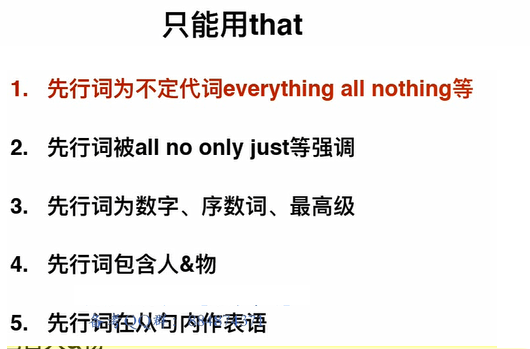 只能用that
1. 先行词为不定代词everything all nothing等
2. 先行词被all no only just等强调
3. 先行词为数字、序数词、最高级
4. 先行词包含人&物
5. 先行词在从句内作表语